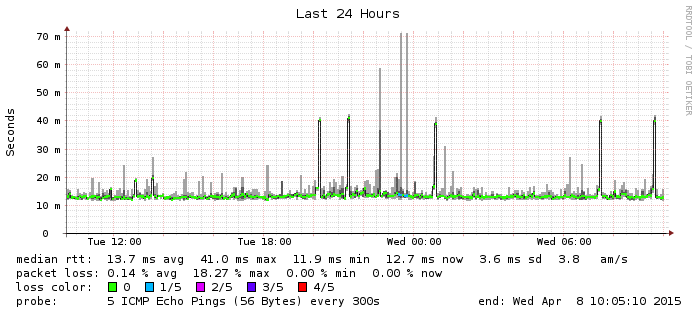 Last 24 Hours
RRDTOOL / TOBI OETIKER
Seconds
70 m
60 m
50 m
40 m
30 m
20 m
10 m
0
Tue 12:00 Tue 18:00 Wed 00:00 Wed 06:00
median rtt: 13.7 ms avg 41.0 ms max 11.9 ms min 12.7 ms now 3.6 ms sd 3.8 am/s
packet loss: 0.14 % avg 18.27 % max 0.00 % min 0.00 % now
loss color: 0 1/5 2/5 3/5 4/5
probe: 5 ICMP Echo Pings (56 Bytes) every 300s end: Wed Apr 8 10:05:10 2015